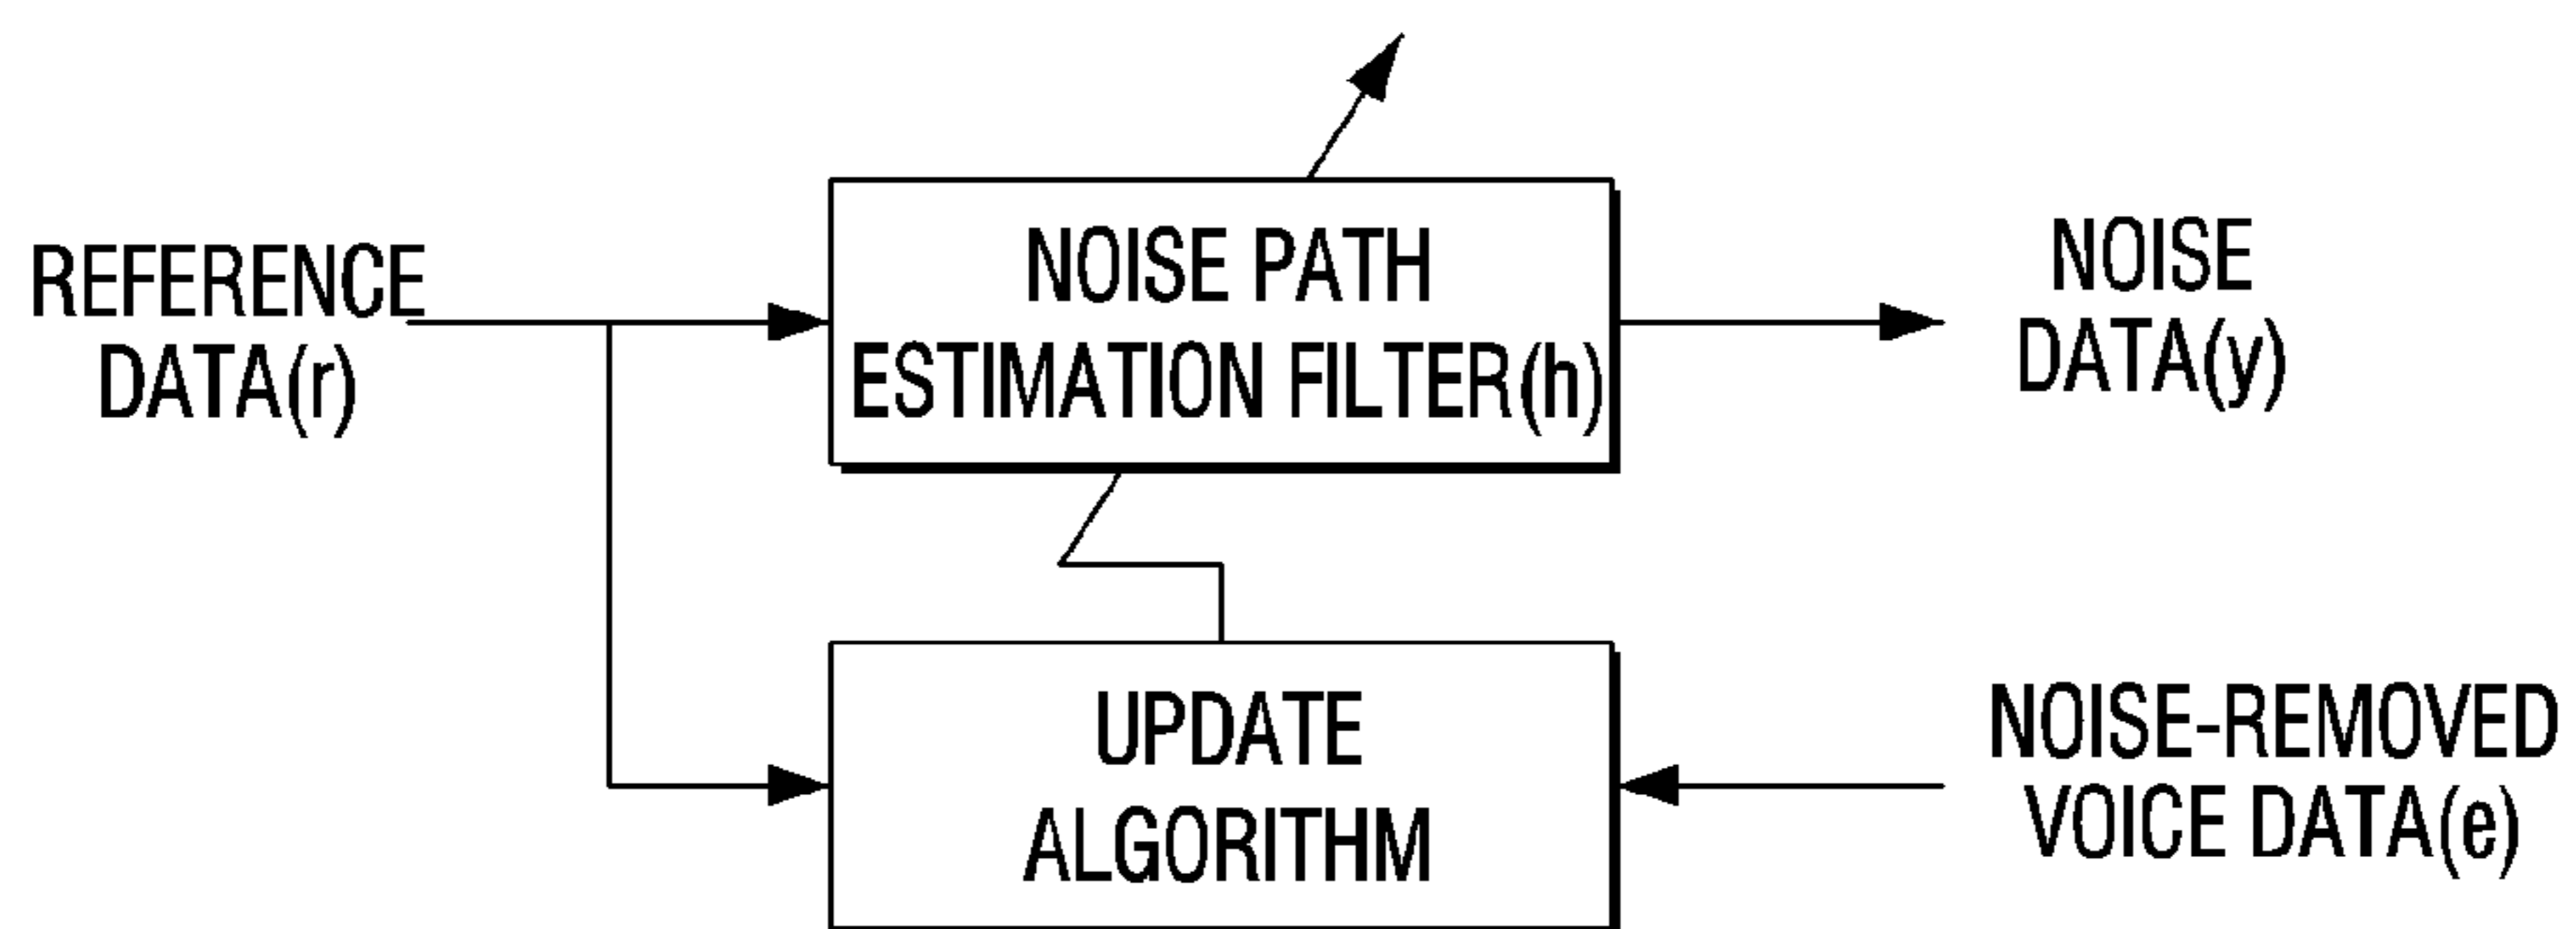 REFERENCE
DATA(r)
NOISE PATH
ESTIMATION FILTER(h)
NOISE
DATA(y)
UPDATE
ALGORITHM
NOISE-REMOVED
VOICE DATA(e)